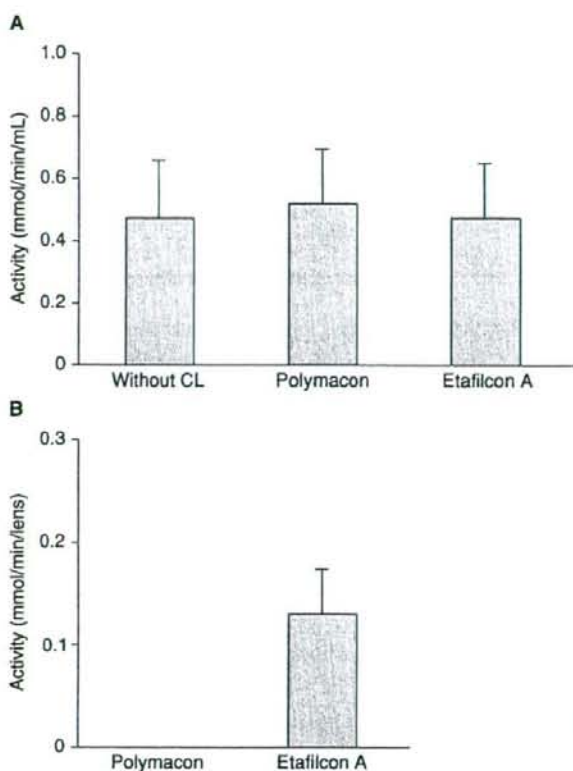 A
Activity (mmol/min/mL)
1.0
0.8
0.6
0.4
0.2
0
Without CL Polymacon Etafilcon A
B
Activity (mmol/min/lens)
0.3
0.2
0.1
0
Polymacon Etafilcon A